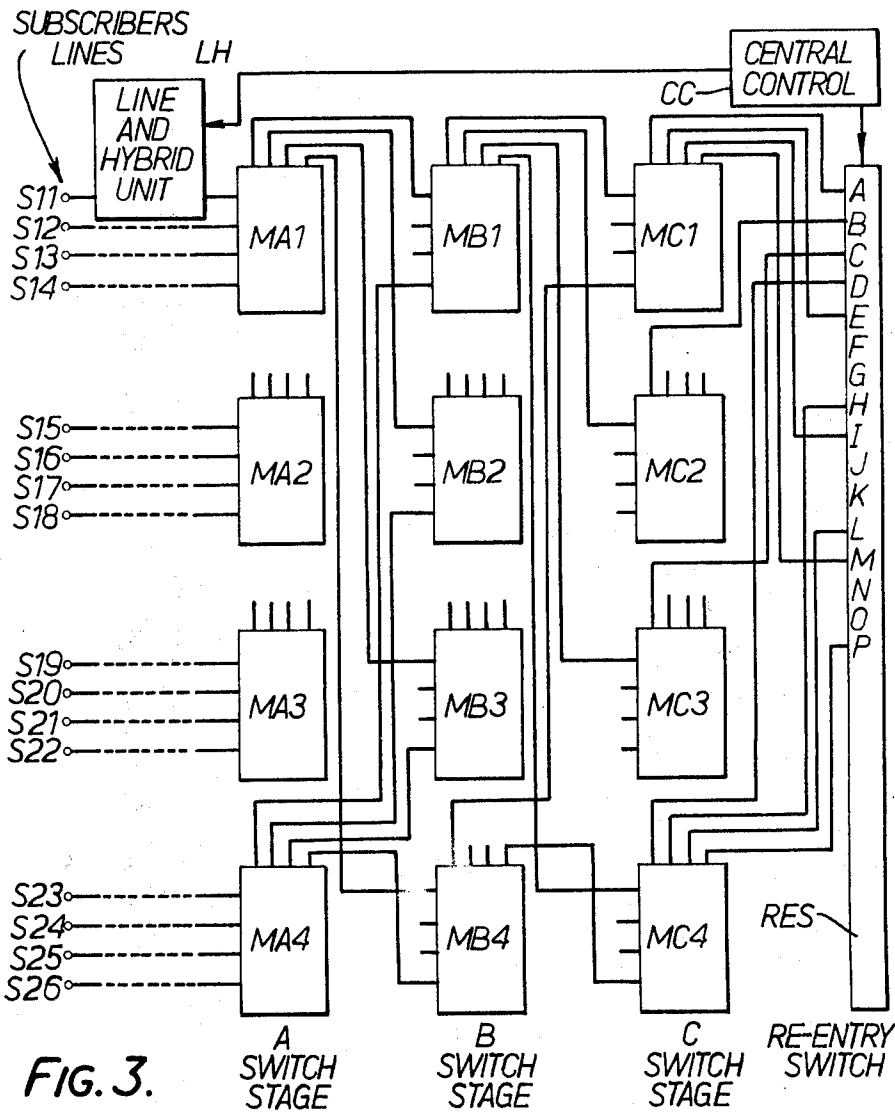 SUBSCRIBERS
LINES
LH
LINE
AND
HYBRID
UNIT
CENTRAL
CONTROL
CC
S11
S12
S13
S14
MA1
MB1
MC1
A
B
C
D
E
F
G
H
I
J
K
L
M
N
O
P
S15
S16
S17
S18
MA2
MB2
MC2
S19
S20
S21
S22
MA3
MB3
MC3
S23
S24
S25
S26
MA4
MB4
MC4
RES
A
SWITCH
STAGE
B
SWITCH
STAGE
C
SWITCH
STAGE
RE-ENTRY
SWITCH
FIG. 3.